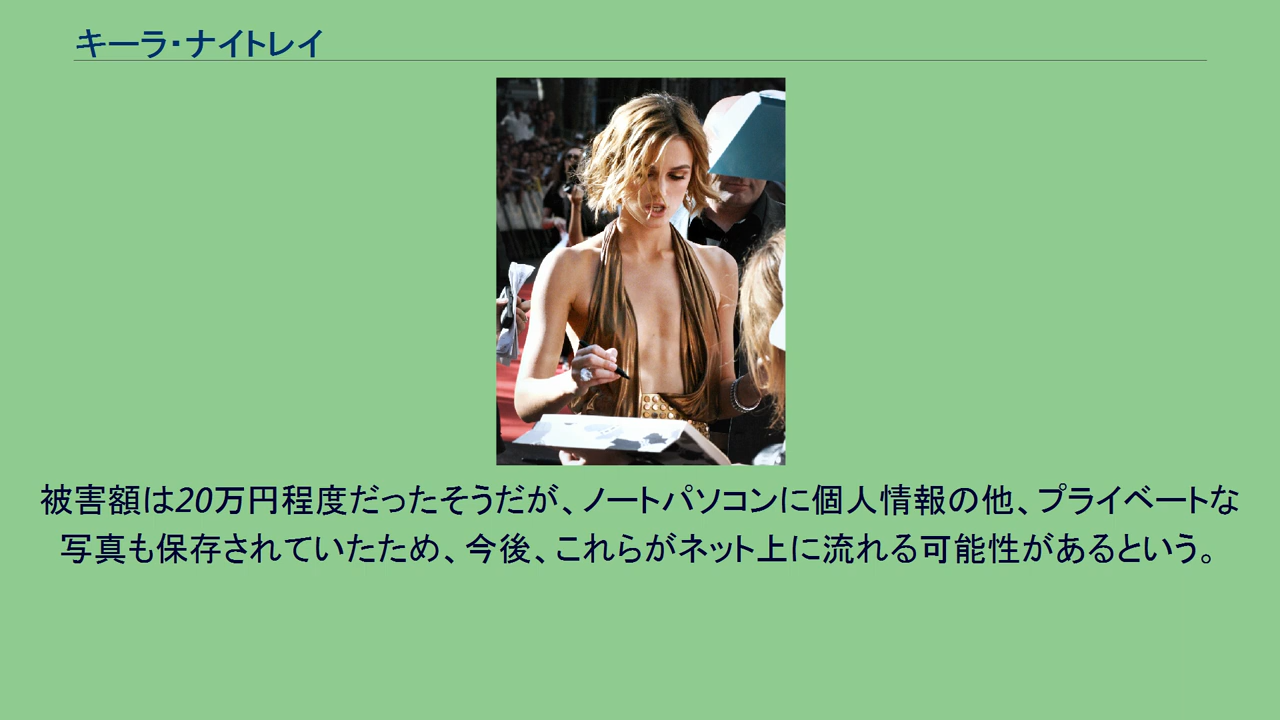 キーラ・ナイトレイ
被害額は20万円程度だったそうだが、ノートパソコンに個人情報の他、プライベートな
写真も保存されていたため、今後、これらがネット上に流れる可能性があるという。